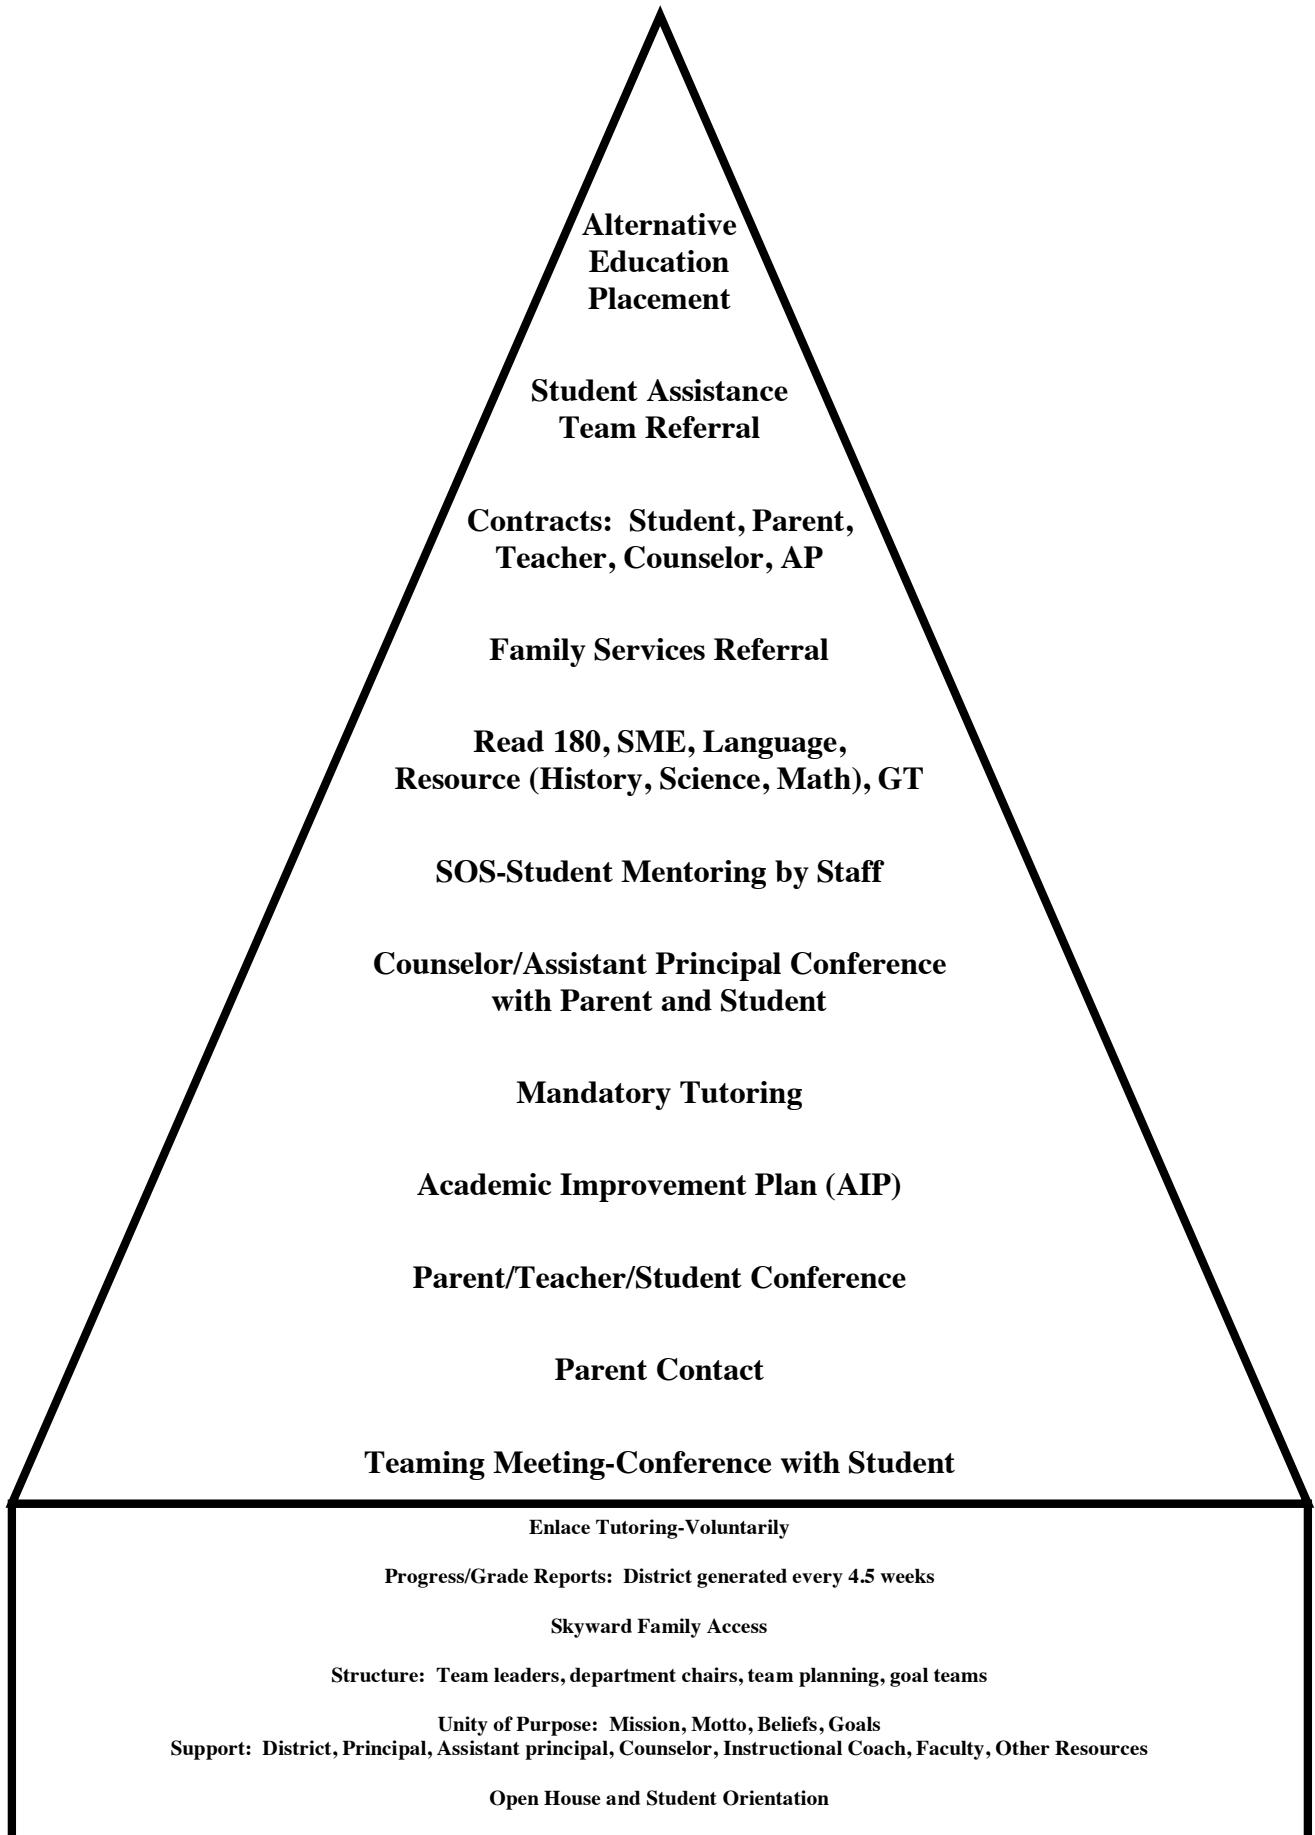 Alternative
Education
Placement
Student Assistance
Team Referral
Contracts:  Student, Parent,
Teacher, Counselor, AP
Family Services Referral
Read 180, SME, Language,
Resource (History, Science, Math), GT
SOS-Student Mentoring by Staff
Counselor/Assistant Principal Conference
with Parent and Student
Mandatory Tutoring
Academic Improvement Plan (AIP)
Parent/Teacher/Student Conference
Parent Contact
Teaming Meeting-Conference with Student
Enlace Tutoring-Voluntarily
Progress/Grade Reports:  District generated every 4.5 weeks
Skyward Family Access
Structure:  Team leaders, department chairs, team planning, goal teams
Unity of Purpose:  Mission, Motto, Beliefs, Goals
Support:  District, Principal, Assistant principal, Counselor, Instructional Coach, Faculty, Other Resources
Open House and Student Orientation